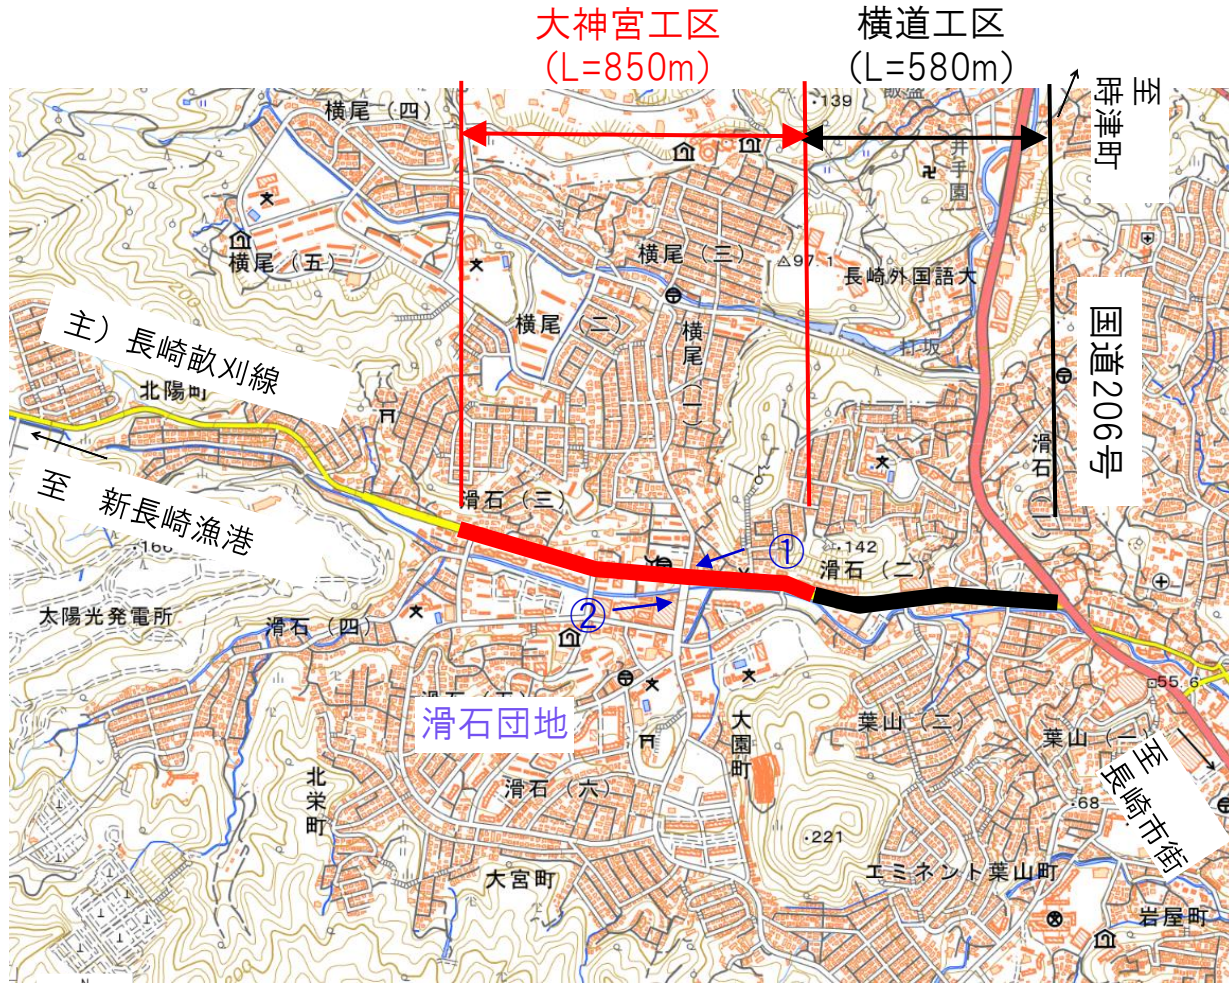 大神宮工区
(L=850m)
横道工区
(L=580m)
至
時津町
横尾（四）
・139
井手園
横尾（五）
横尾（三）
△97.1
長崎外国語大
横尾（二）
横尾（一）
打坂
国道206号
主）長崎畝刈線
北陽町
200
滑石
至　新長崎漁港
・166
滑石（三）
①
・142
滑石（二）
②
太陽光発電所
滑石（四）
55.6
滑石団地
大園町
葉山（二）
葉山（一）
至
長崎市街
北栄町
滑石（六）
・68
・221
大宮町
エミネント葉山町
岩屋町
200